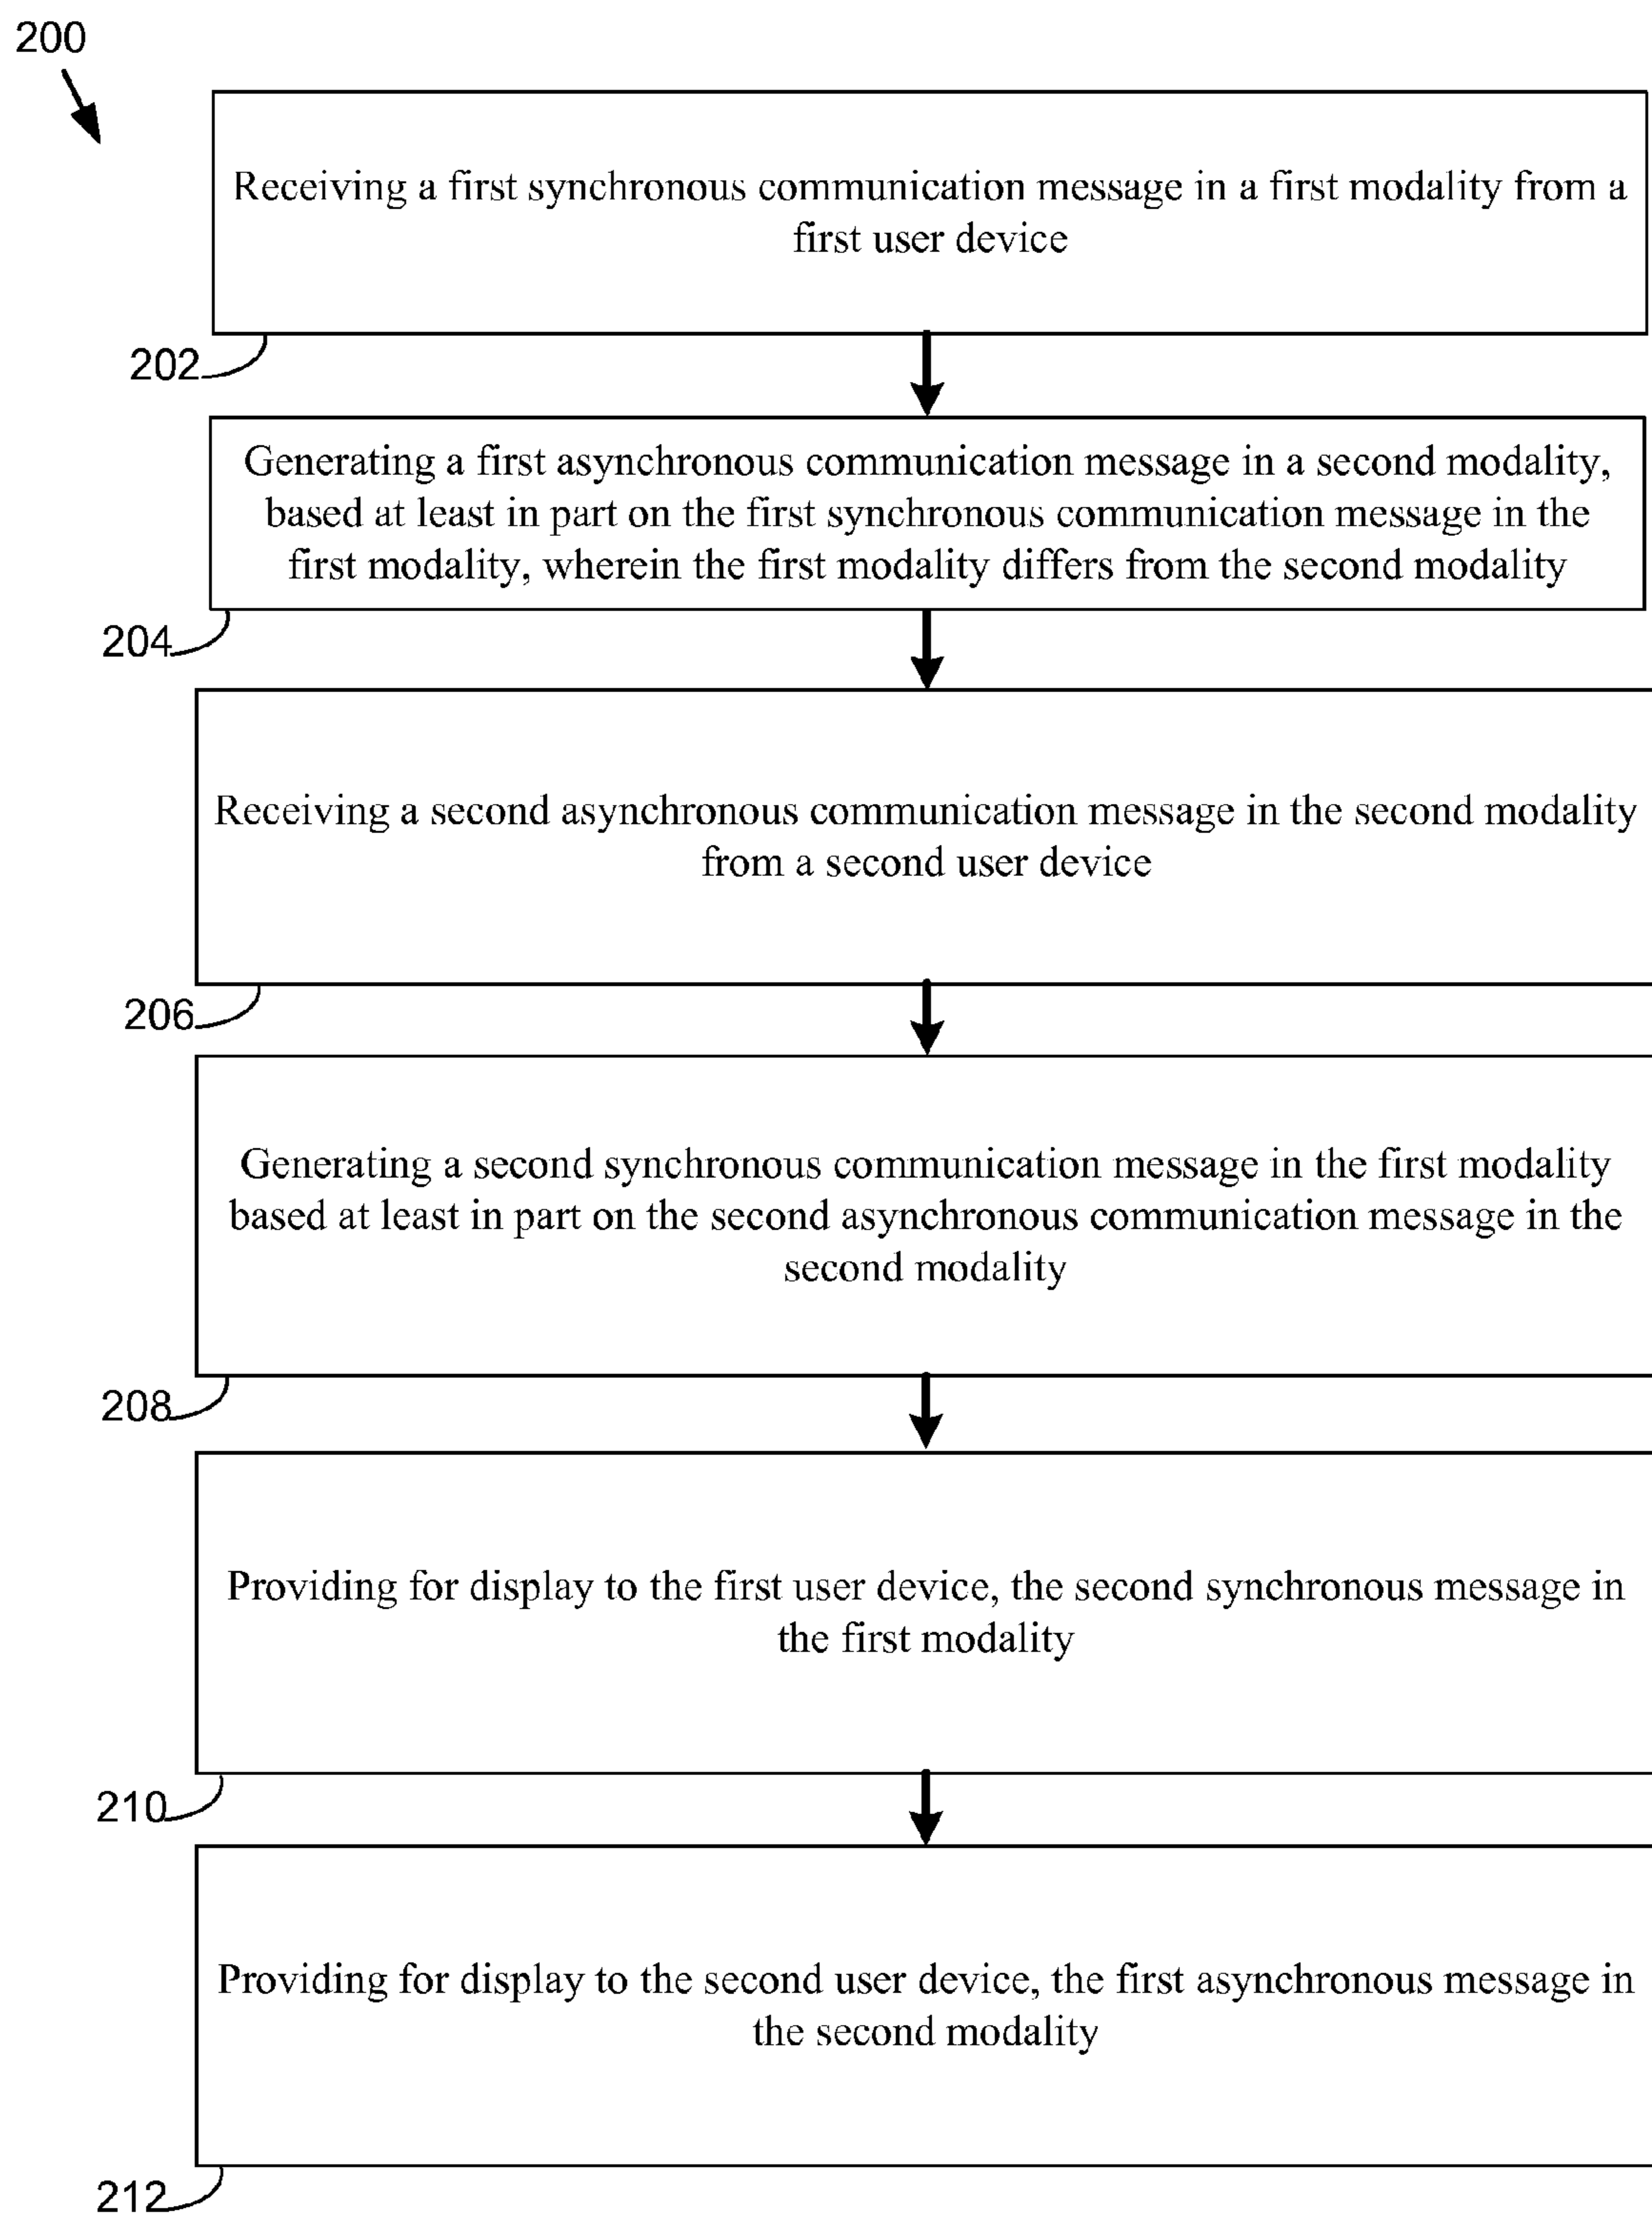 200
Receiving a first synchronous communication message in a first modality from a
first user device
202
Generating a first asynchronous communication message in a second modality,
based at least in part on the first synchronous communication message in the
first modality, wherein the first modality differs from the second modality
204
Receiving a second asynchronous communication message in the second modality
from a second user device
206
Generating a second synchronous communication message in the first modality
based at least in part on the second asynchronous communication message in the
second modality
208
Providing for display to the first user device, the second synchronous message in
the first modality
210
Providing for display to the second user device, the first asynchronous message in
the second modality
212